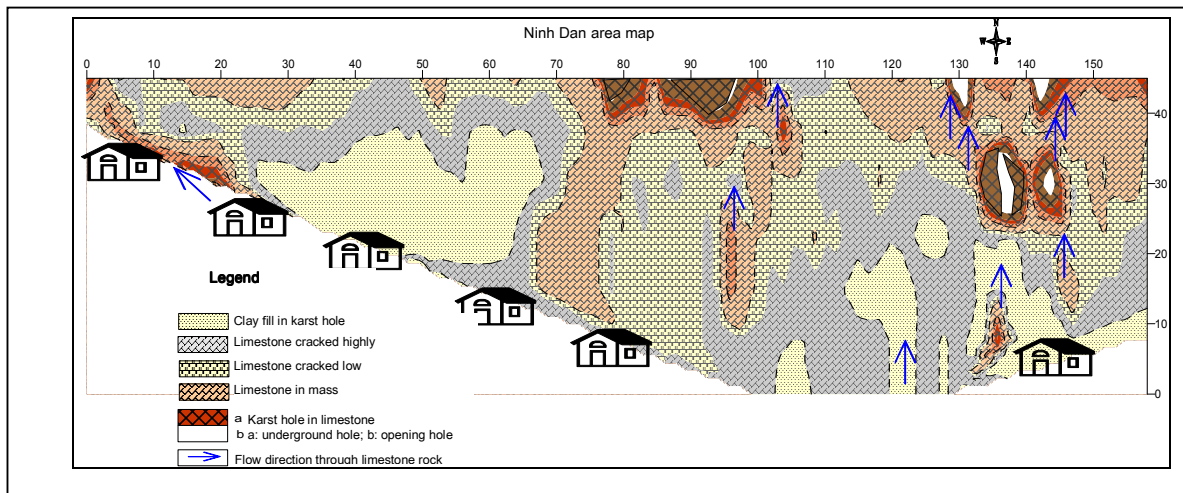 Ninh Dan area map
N
W E
S
0 10 20 30 40 50 60 70 80 90 100 110 120 130 140 150
40
30
20
10
0
Legend
Clay fill in karst hole
Limestone cracked highly
Limestone cracked low
Limestone in mass
a Karst hole in limestone
b a: underground hole; b: opening hole
Flow direction through limestone rock